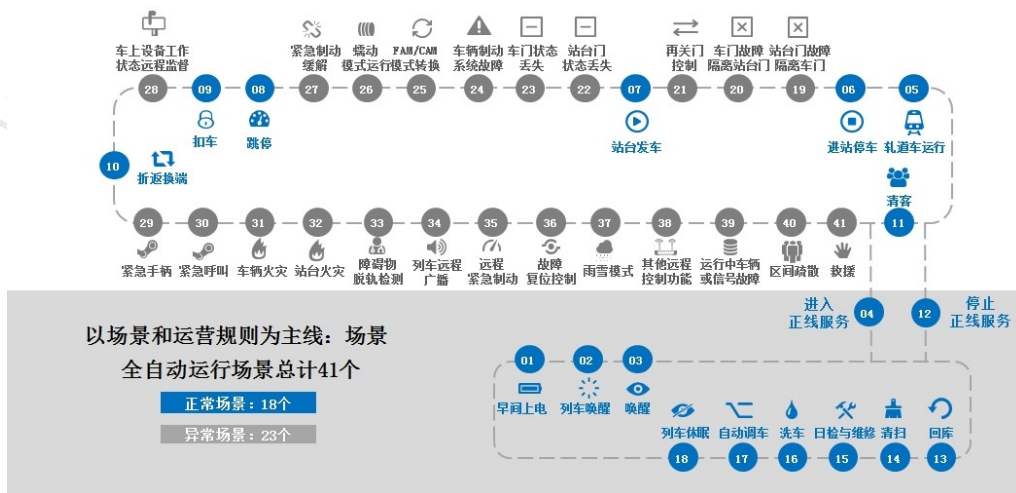 车上设备工作
状态远程监督
紧急制动
缓解
蠕动
模式运行
FAM/CAM
模式转换
车辆制动
系统故障
车门状态
丢失
站台门
状态丢失
再关门
控制
车门故障
隔离站台门
站台门故障
隔离车门
28
09
08
27
26
25
24
23
22
07
21
20
19
06
05
扣车
跳停
站台发车
进站停车
轨道车运行
10
折返换端
清客
29
30
31
32
33
34
35
36
37
38
39
40
41
11
紧急手柄
紧急呼叫
车辆火灾
站台火灾
障碍物
脱轨检测
列车远程
广播
远程
紧急制动
故障
复位控制
雨雪模式
其他远程
控制功能
运行中车辆
或信号故障
区间疏散
救援
进入
正线服务
04
12
停止
正线服务
以场景和运营规则为主线：场景
全自动运行场景总计41个
正常场景：18个
异常场景：23个
01
02
03
早间上电
列车唤醒
唤醒
列车休眠
自动调车
洗车
日检与维修
清扫
回库
18
17
16
15
14
13